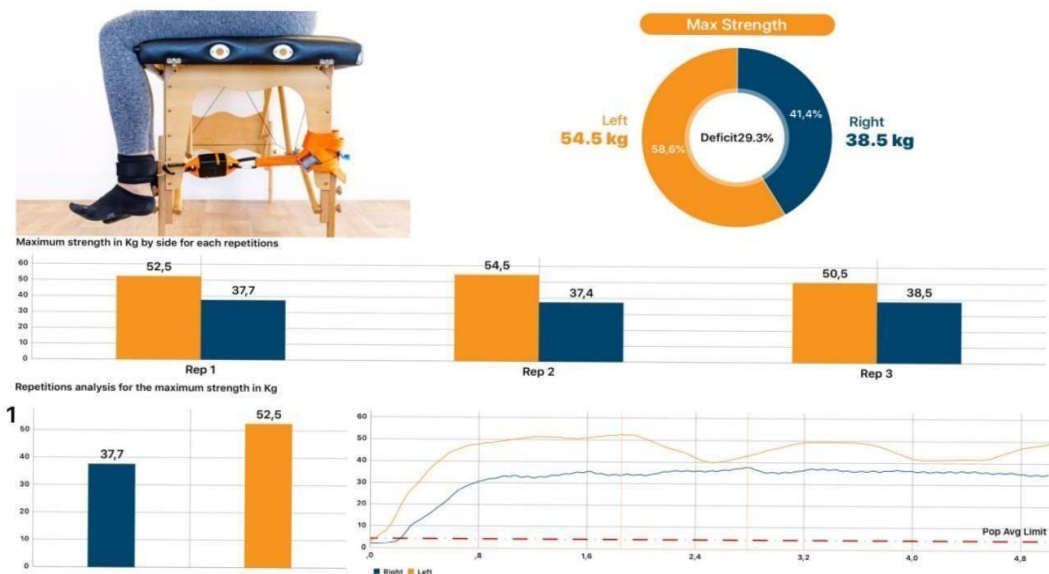 Max Strength
Left
54.5 kg
58,6%
Deficit29.3%
41,4%
Right
38.5 kg
Maximum strength in Kg by side for each repetitions
60
50
40
30
20
10
0
52,5
37,7
54,5
37,4
50,5
38,5
Rep 1
Rep 2
Rep 3
Repetitions analysis for the maximum strength in Kg
1
50
40
30
20
10
0
37,7
52,5
60
50
40
30
20
10
0
Pop Avg Limit
,0
,8
1,6
2,4
3,2
4,0
4,8
Right Left